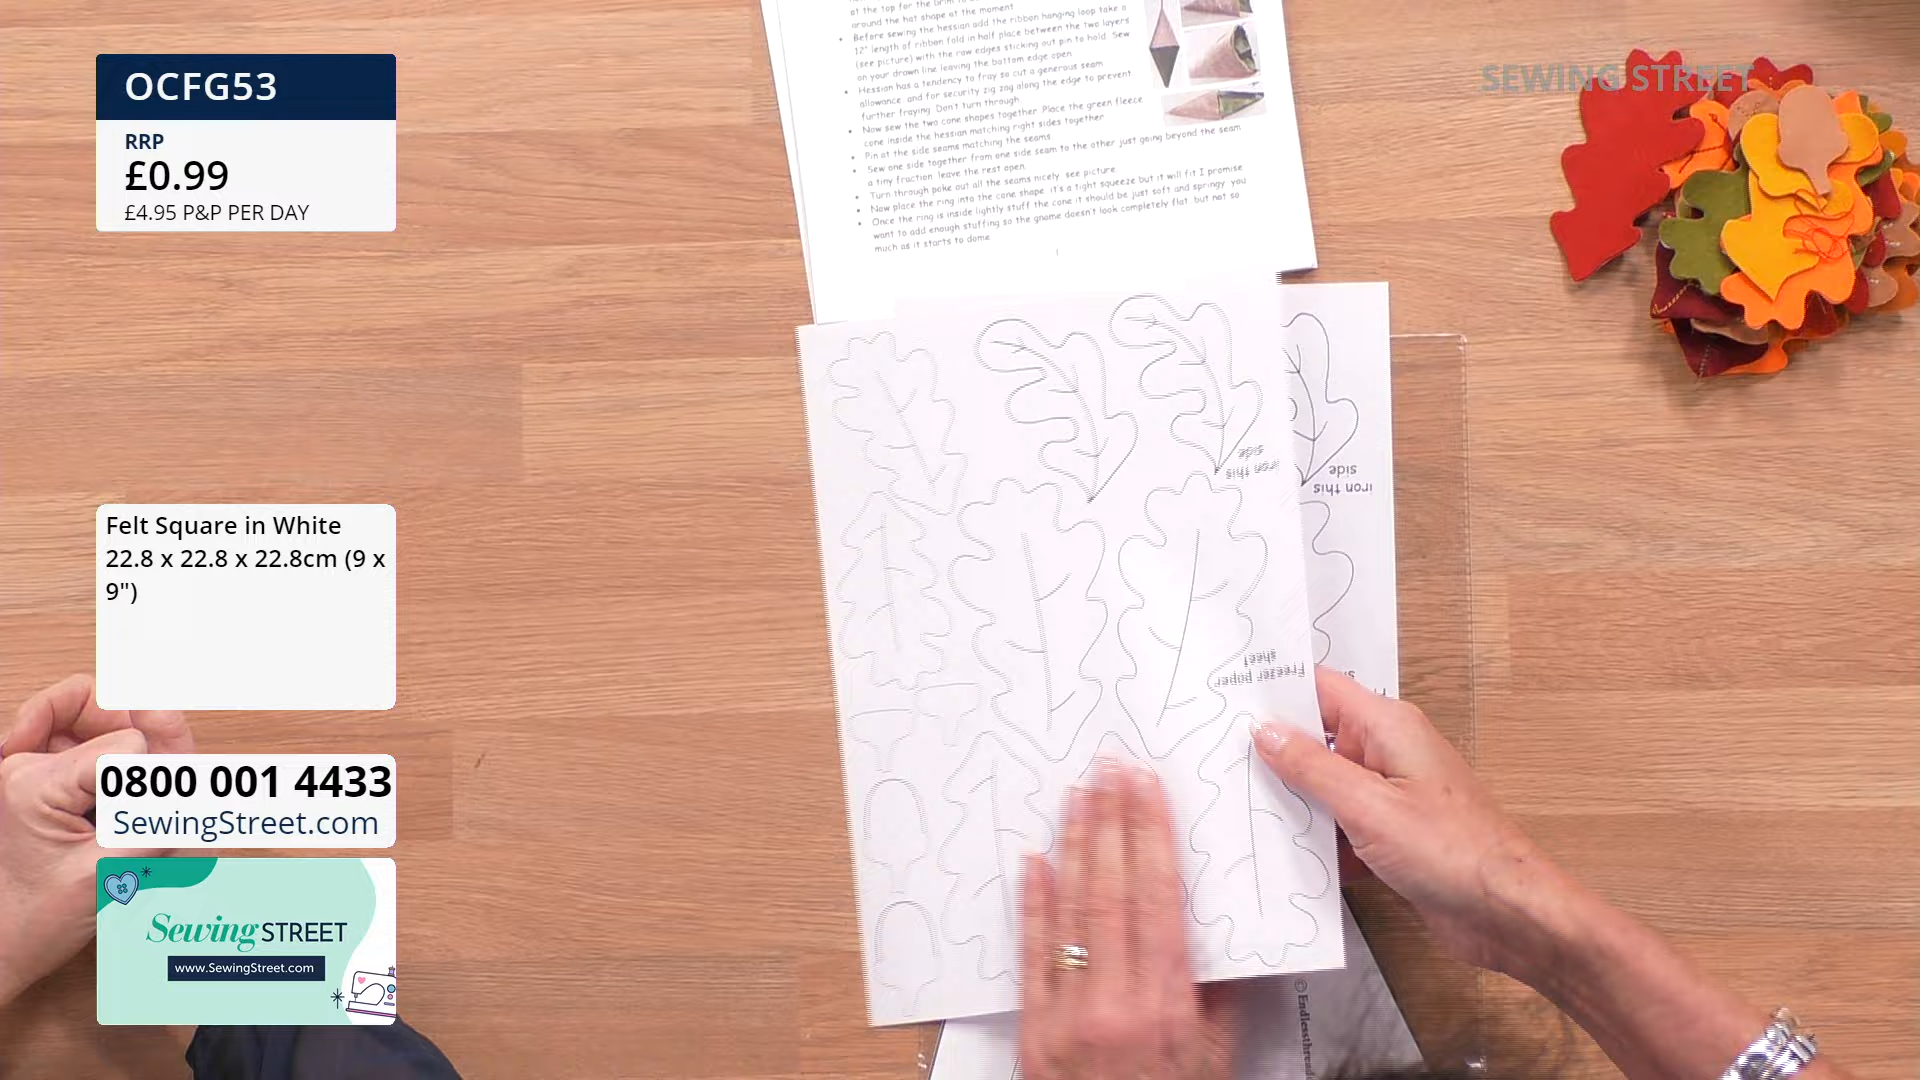 OCFG53
RRP
£0.99
£4.95 P&P PER DAY
Felt Square in White
22.8 x 22.8 x 22.8cm (9 x
9")
0800 001 4433
SewingStreet.com
Sewing STREET
www.SewingStreet.com
SEWING STREET
around the hat shape at the moment
Before sewing the hessian add the ribbon hanging loop take a
12" length of ribbon fold in half place between the two layers
(see picture) with the raw edges sticking out pin to hold. Sew
on your drawn line leaving the bottom edge open
Hessian has a tendency to fray so cut a generous seam
allowance and for security zig zag along the edge to prevent
further fraying. Don't turn through.
Now sew the two cone shapes together. Place the green fleece
cone inside the hessian matching right sides together
Pin at the side seams matching the seams.
Sew one side together from one side seam to the other just going beyond the seam
a tiny fraction leave the rest open
Turn through poke out all the seams nicely see picture
Now place the ring into the cone shape it's a tight squeeze but it will fit I promise
Once the ring is inside lightly stuff the cone it should be just soft and springy you
want to add enough stuffing so the gnome doesn't look completely flat but not so
much as it starts to dome
1
iron this
side
iron this
side
Freezer paper
sheet